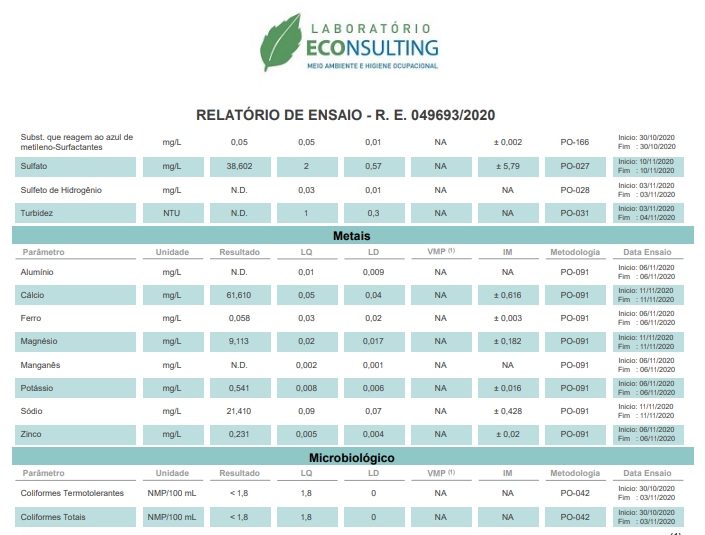 LABORATÓRIO
ECONSULTING
MEIO AMBIENTE E HIGIENE OCUPACIONAL
RELATÓRIO DE ENSAIO - R. E. 049693/2020
Subst. que reagem ao azul de metileno-Surfactantes mg/L 0,05 0,05 0,01 NA ± 0,002 PO-166 Início: 30/10/2020 Fim : 30/10/2020
Sulfato mg/L 38,602 2 0,57 NA ± 5,79 PO-027 Início: 10/11/2020 Fim : 10/11/2020
Sulfeto de Hidrogênio mg/L N.D. 0,03 0,01 NA NA PO-028 Início: 03/11/2020 Fim : 03/11/2020
Turbidez NTU N.D. 1 0,3 NA NA PO-031 Início: 03/11/2020 Fim : 04/11/2020
Metais
Parâmetro Unidade Resultado LQ LD VMP (1) IM Metodologia Data Ensaio
Alumínio mg/L N.D. 0,01 0,009 NA NA PO-091 Início: 06/11/2020 Fim : 06/11/2020
Cálcio mg/L 61,610 0,05 0,04 NA ± 0,616 PO-091 Início: 11/11/2020 Fim : 11/11/2020
Ferro mg/L 0,058 0,03 0,02 NA ± 0,003 PO-091 Início: 06/11/2020 Fim : 06/11/2020
Magnésio mg/L 9,113 0,02 0,017 NA ± 0,182 PO-091 Início: 11/11/2020 Fim : 11/11/2020
Manganês mg/L N.D. 0,002 0,001 NA NA PO-091 Início: 06/11/2020 Fim : 06/11/2020
Potássio mg/L 0,541 0,008 0,006 NA ± 0,016 PO-091 Início: 06/11/2020 Fim : 06/11/2020
Sódio mg/L 21,410 0,09 0,07 NA ± 0,428 PO-091 Início: 11/11/2020 Fim : 11/11/2020
Zinco mg/L 0,231 0,005 0,004 NA ± 0,02 PO-091 Início: 06/11/2020 Fim : 06/11/2020
Microbiológico
Parâmetro Unidade Resultado LQ LD VMP (1) IM Metodologia Data Ensaio
Coliformes Termotolerantes NMP/100 mL < 1,8 1,8 0 NA NA PO-042 Início: 30/10/2020 Fim : 03/11/2020
Coliformes Totais NMP/100 mL < 1,8 1,8 0 NA NA PO-042 Início: 30/10/2020 Fim : 03/11/2020